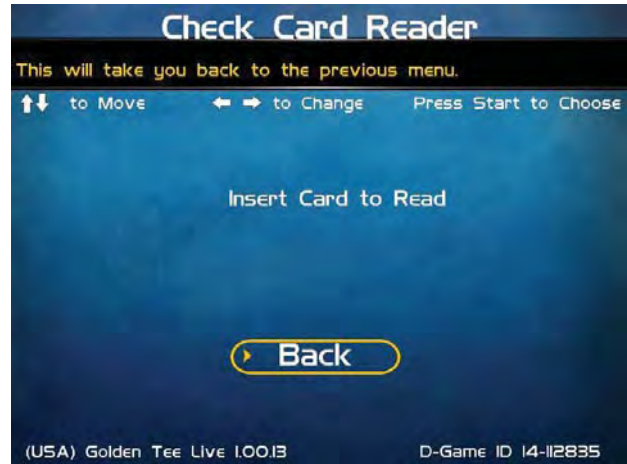 Check Card Reader
This will take you back to the previous menu.
↑↓ to Move ← → to Change Press Start to Choose
Insert Card to Read
Back
(USA) Golden Tee Live 1.00.13 D-Game ID 14-112835